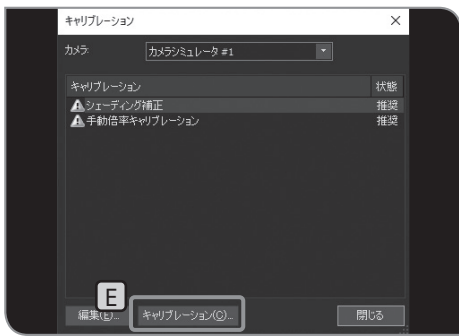 キャリブレーション
カメラ: カメラシミュレータ #1
キャリブレーション 状態
シェーディング補正 推奨
手動倍率キャリブレーション 推奨
E
編集(E)... キャリブレーション(C)... 閉じる